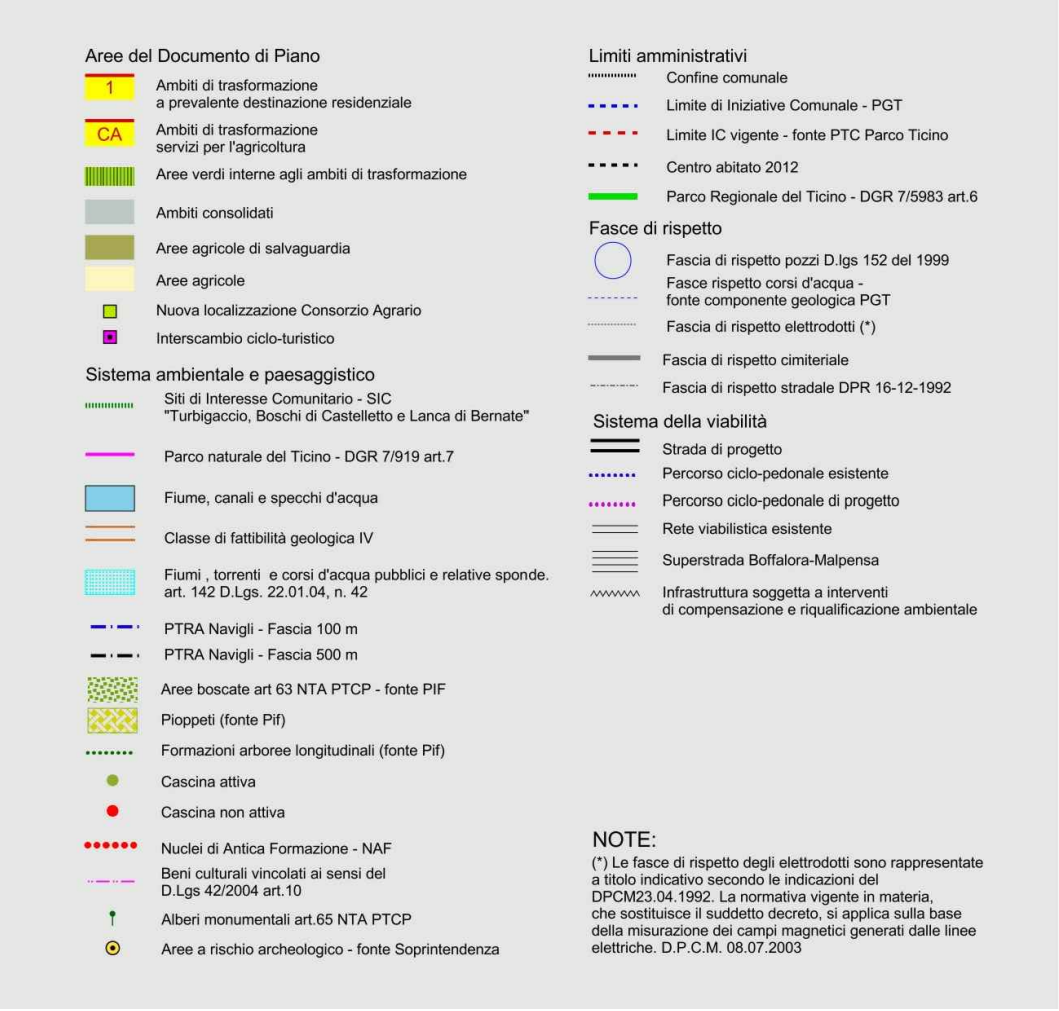 Aree del Documento di Piano
1
Ambiti di trasformazione
a prevalente destinazione residenziale
CA
Ambiti di trasformazione
servizi per l'agricoltura
Aree verdi interne agli ambiti di trasformazione
Ambiti consolidati
Aree agricole di salvaguardia
Aree agricole
Nuova localizzazione Consorzio Agrario
Interscambio ciclo-turistico
Sistema ambientale e paesaggistico
Siti di Interesse Comunitario - SIC
"Turbigaccio, Boschi di Castelletto e Lanca di Bernate"
Parco naturale del Ticino - DGR 7/919 art.7
Fiume, canali e specchi d'acqua
Classe di fattibilità geologica IV
Fiumi , torrenti e corsi d'acqua pubblici e relative sponde.
art. 142 D.Lgs. 22.01.04, n. 42
PTRA Navigli - Fascia 100 m
PTRA Navigli - Fascia 500 m
Aree boscate art 63 NTA PTCP - fonte PIF
Pioppeti (fonte Pif)
Formazioni arboree longitudinali (fonte Pif)
Cascina attiva
Cascina non attiva
Nuclei di Antica Formazione - NAF
Beni culturali vincolati ai sensi del
D.Lgs 42/2004 art.10
Alberi monumentali art.65 NTA PTCP
Aree a rischio archeologico - fonte Soprintendenza
Limiti amministrativi
Confine comunale
Limite di Iniziative Comunale - PGT
Limite IC vigente - fonte PTC Parco Ticino
Centro abitato 2012
Parco Regionale del Ticino - DGR 7/5983 art.6
Fasce di rispetto
Fascia di rispetto pozzi D.lgs 152 del 1999
Fasce rispetto corsi d'acqua -
fonte componente geologica PGT
Fascia di rispetto elettrodotti (*)
Fascia di rispetto cimiteriale
Fascia di rispetto stradale DPR 16-12-1992
Sistema della viabilità
Strada di progetto
Percorso ciclo-pedonale esistente
Percorso ciclo-pedonale di progetto
Rete viabilistica esistente
Superstrada Boffalora-Malpensa
Infrastruttura soggetta a interventi
di compensazione e riqualificazione ambientale
NOTE:
(*) Le fasce di rispetto degli elettrodotti sono rappresentate
a titolo indicativo secondo le indicazioni del
DPCM23.04.1992. La normativa vigente in materia,
che sostituisce il suddetto decreto, si applica sulla base
della misurazione dei campi magnetici generati dalle linee
elettriche. D.P.C.M. 08.07.2003